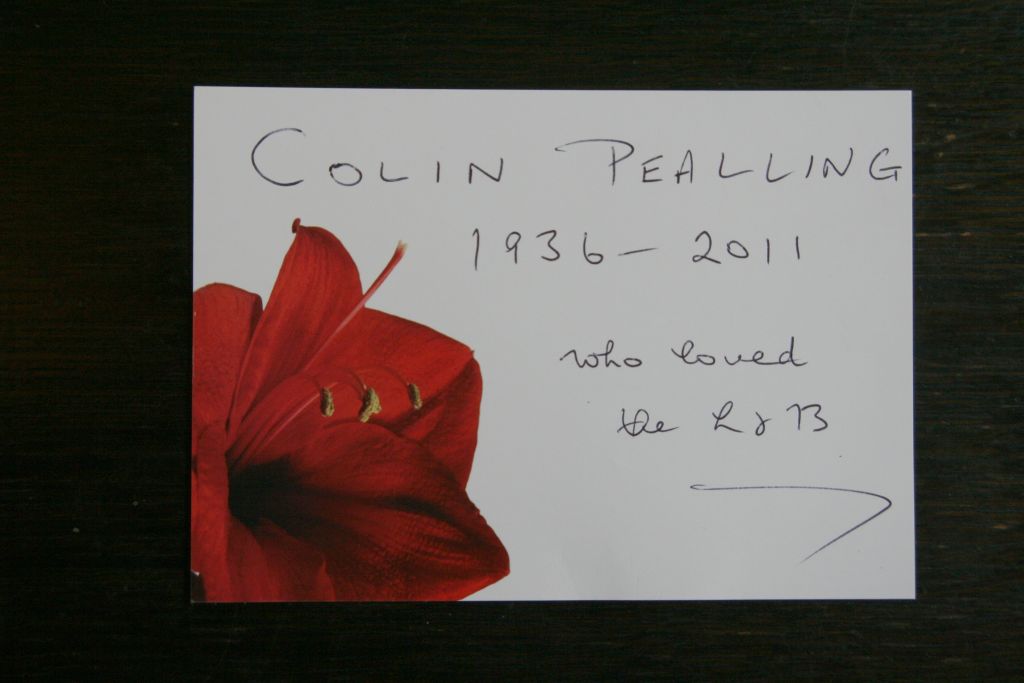 COLIN PEALLING
1936 – 2011
who loved
the L & B